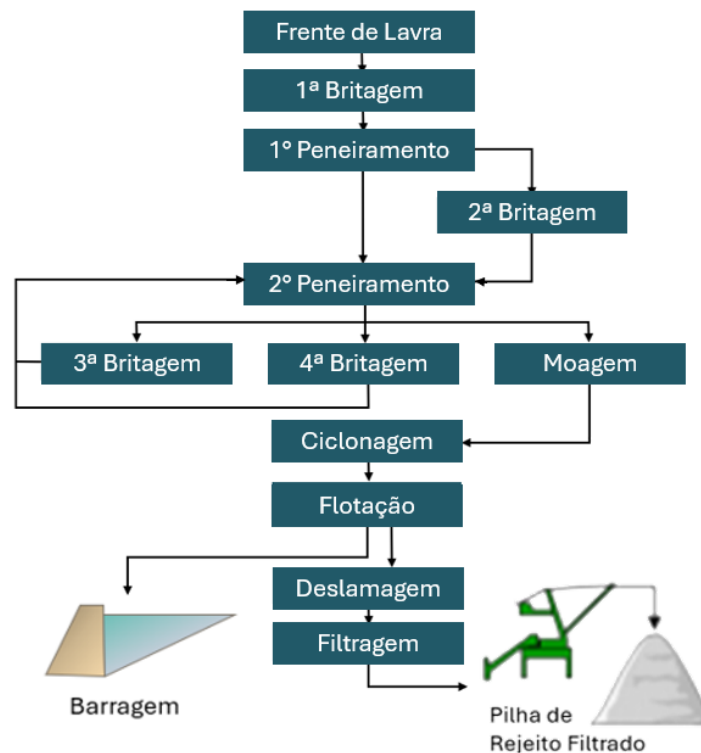 Frente de Lavra
1ª Britagem
1º Peneiramento
2ª Britagem
2º Peneiramento
3ª Britagem
4ª Britagem
Moagem
Ciclonagem
Flotação
Deslamagem
Filtragem
Barragem
Pilha de
Rejeito Filtrado